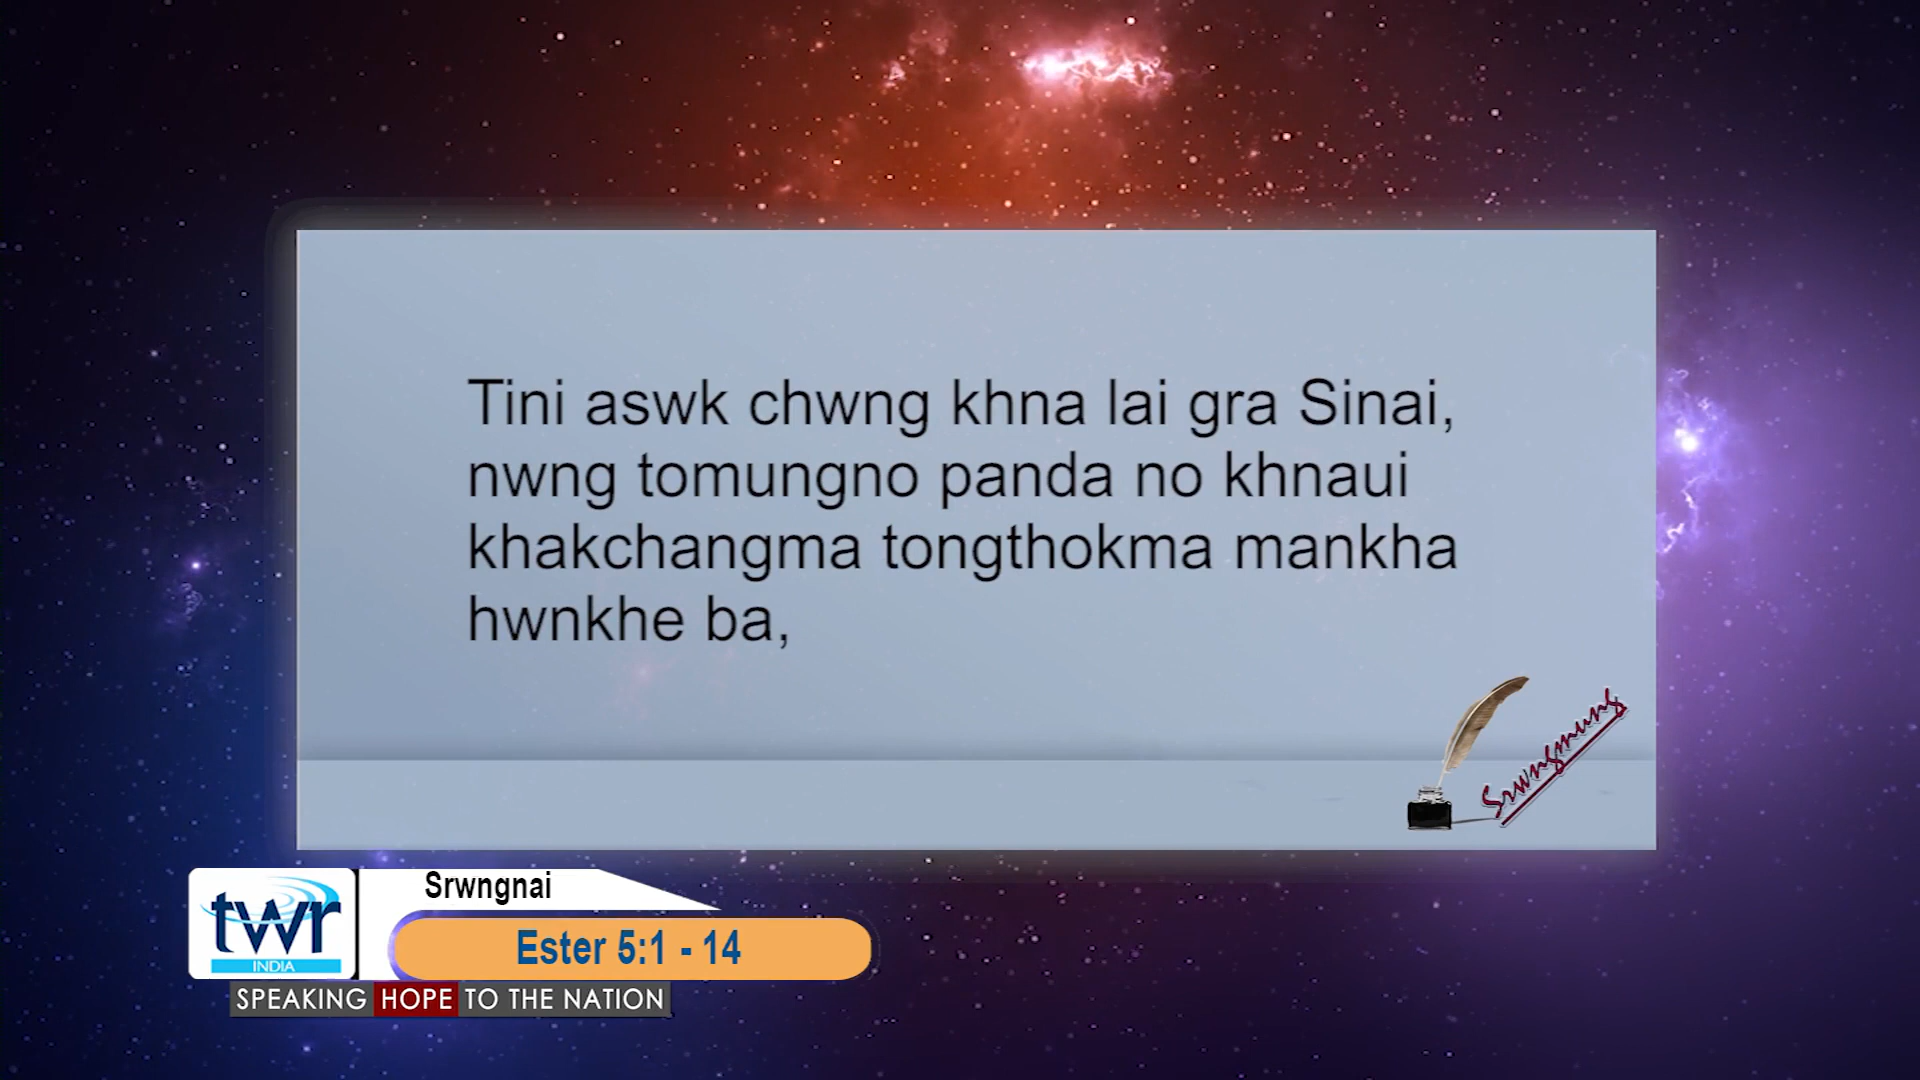 Tini aswk chwng khna lai gra Sinai,
nwng tomungno panda no khnaui
khakchangma tongthokma mankha
hwnkhe ba,
Srwngmung
twr
INDIA
Srwngnai
Ester 5:1 - 14
SPEAKING HOPE TO THE NATION